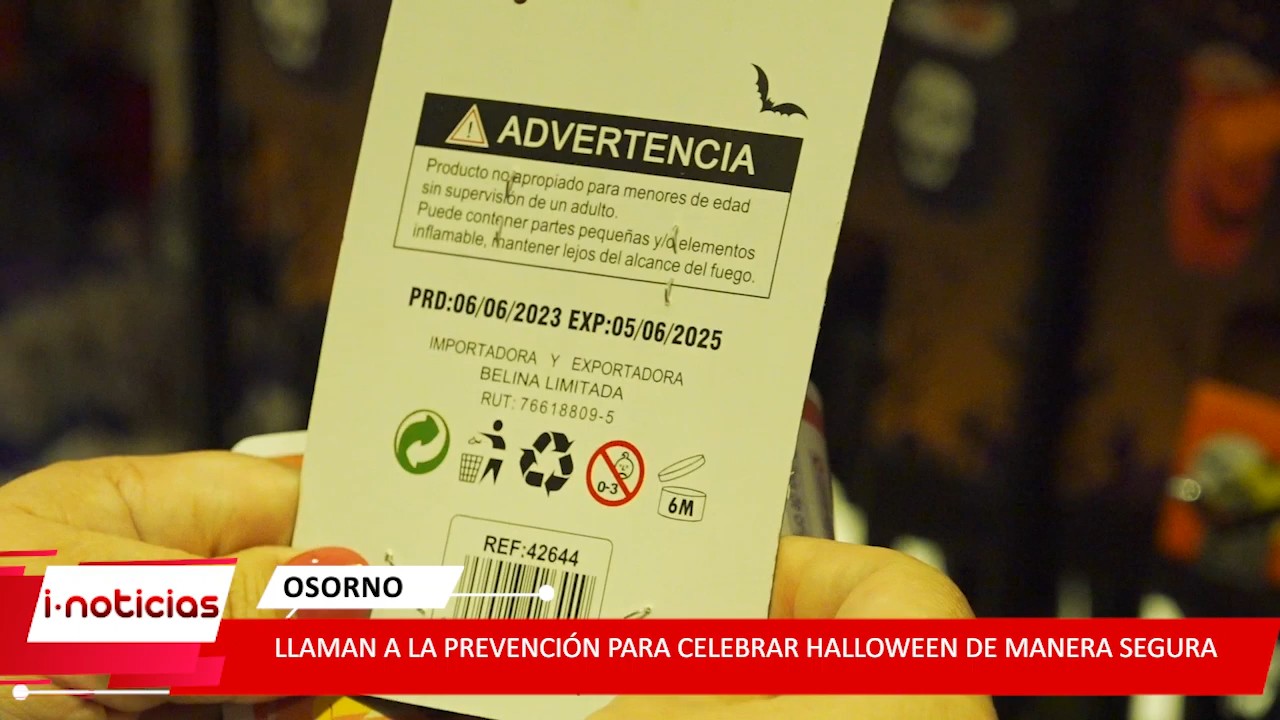 ADVERTENCIA
Producto no apropiado para menores de edad
sin supervisión de un adulto.
Puede contener partes pequeñas y/o elementos
inflamable, mantener lejos del alcance del fuego.
PRD:06/06/2023 EXP:05/06/2025
IMPORTADORA Y EXPORTADORA
BELINA LIMITADA
RUT: 76618809-5
0-3
6M
REF:42644
i·noticias
OSORNO
LLAMAN A LA PREVENCIÓN PARA CELEBRAR HALLOWEEN DE MANERA SEGURA